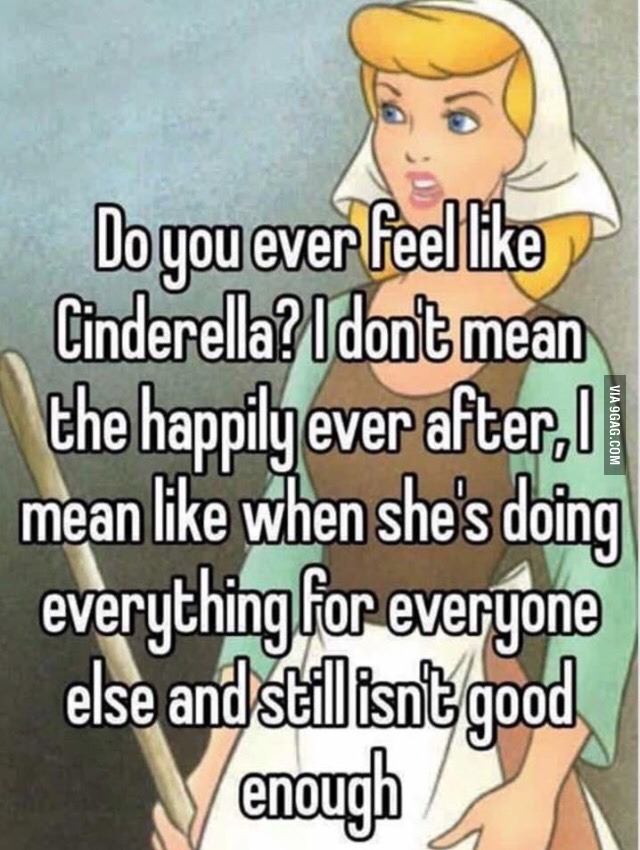 Do you ever feel like
Cinderella? I don't mean
the happily ever after, I
mean like when she's doing
everything for everyone
else and still isn't good
enough
VIA 9GAG.COM